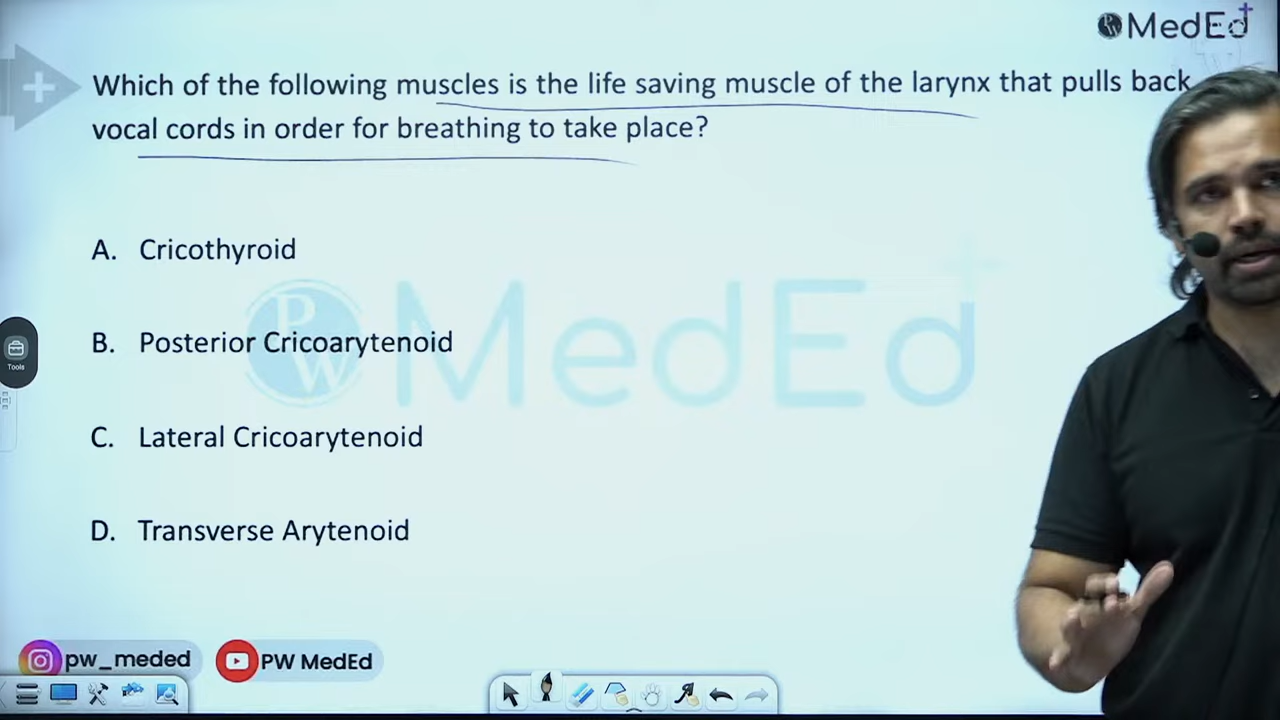 MedEd
Which of the following muscles is the life saving muscle of the larynx that pulls back
vocal cords in order for breathing to take place?
A. Cricothyroid
B. Posterior Cricoarytenoid
C. Lateral Cricoarytenoid
D. Transverse Arytenoid
PW MedEd
Tools
pw_meded
PW MedEd